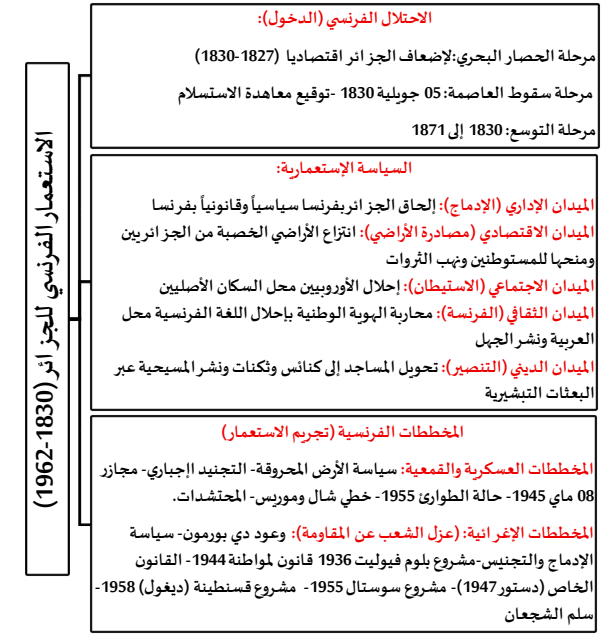 الاستعمار الفرنسي للجزائر (1830-1962)
الاحتلال الفرنسي (الدخول):
مرحلة الحصار البحري: لإضعاف الجزائر اقتصاديا (1827-1830)
مرحلة سقوط العاصمة: 05 جويلية 1830 -توقيع معاهدة الاستسلام
مرحلة التوسع: 1830 إلى 1871
السياسة الإستعمارية:
الميدان الإداري (الإدماج): إلحاق الجزائر بفرنسا سياسياً وقانونياً بفرنسا
الميدان الاقتصادي (مصادرة الأراضي): انتزاع الأراضي الخصبة من الجزائريين
ومنحها للمستوطنين ونهب الثروات
الميدان الاجتماعي (الاستيطان): إحلال الأوروبيين محل السكان الأصليين
الميدان الثقافي (الفرنسة): محاربة الهوية الوطنية بإحلال اللغة الفرنسية محل
العربية ونشر الجهل
الميدان الديني (التنصير): تحويل المساجد إلى كنائس وثكنات ونشر المسيحية عبر
البعثات التبشيرية
المخططات الفرنسية (تجريم الاستعمار)
المخططات العسكرية والقمعية: سياسة الأرض المحروقة- التجنيد اإجباري- مجازر
08 ماي 1945- حالة الطوارئ 1955- خطي شال وموريس- المحتشدات.
المخططات الإغرائية: (عزل الشعب عن المقاومة): وعود دي بورمون- سياسة
الإدماج والتجنيس-مشروع بلوم فيوليت 1936 قانون لمواطنة 1944- القانون
الخاص (دستور 1947)- مشروع سوستال 1955- مشروع قسنطينة (ديغول) 1958-
سلم الشجعان